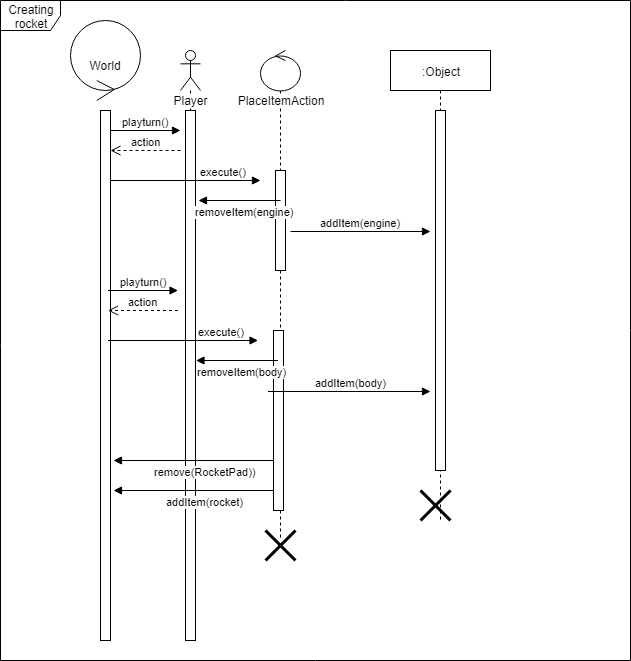 Creating
rocket
World
Player
PlaceItemAction
:Object
playturn()
action
execute()
removeItem(engine)
addItem(engine)
playturn()
action
execute()
removeItem(body)
addItem(body)
remove(RocketPad))
addItem(rocket)